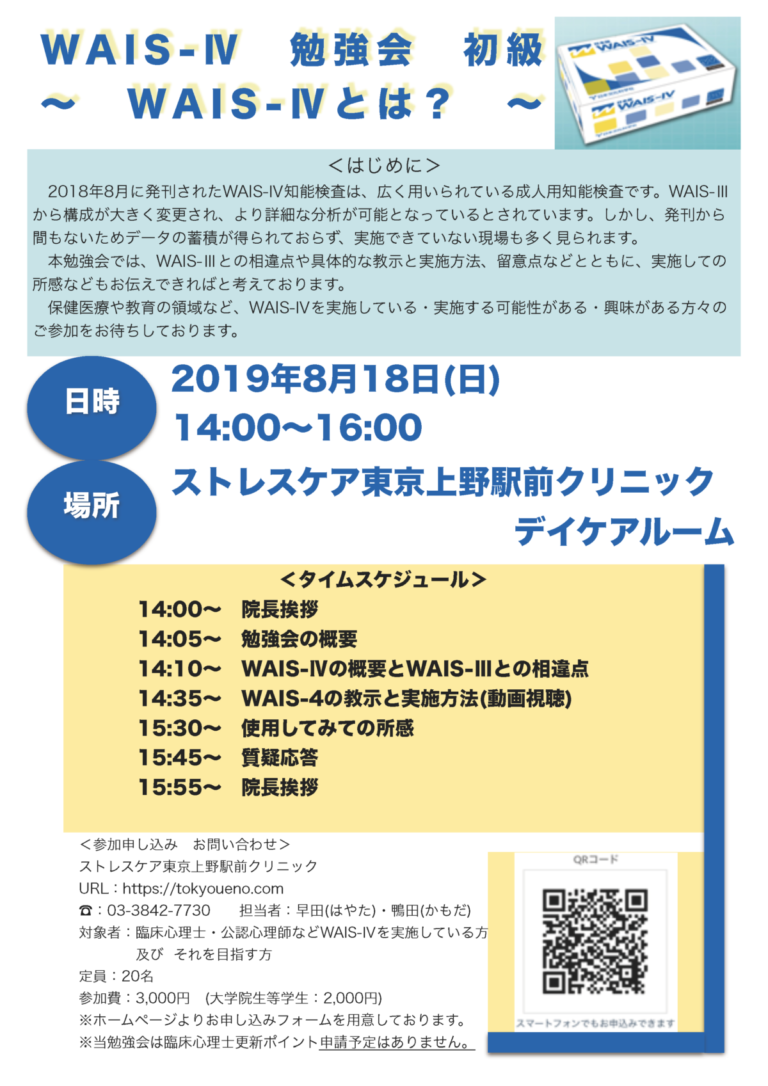 WAIS-Ⅳ　勉強会　初級
～　WAIS-Ⅳとは？　～
WAIS-IV
WAIS-IV
＜はじめに＞
2018年8月に発刊されたWAIS-IV知能検査は、広く用いられている成人用知能検査です。WAIS-Ⅲ
から構成が大きく変更され、より詳細な分析が可能となっているとされています。しかし、発刊から
間もないためデータの蓄積が得られておらず、実施できていない現場も多く見られます。
本勉強会では、WAIS-Ⅲとの相違点や具体的な教示と実施方法、留意点などとともに、実施しての
所感などもお伝えできればと考えております。
保健医療や教育の領域など、WAIS-IVを実施している・実施する可能性がある・興味がある方々の
ご参加をお待ちしております。
日時
2019年8月18日(日)
14:00～16:00
場所
ストレスケア東京上野駅前クリニック
デイケアルーム
＜タイムスケジュール＞
14:00～　院長挨拶
14:05～　勉強会の概要
14:10～　WAIS-Ⅳの概要とWAIS-Ⅲとの相違点
14:35～　WAIS-4の教示と実施方法(動画視聴)
15:30～　使用してみての所感
15:45～　質疑応答
15:55～　院長挨拶
＜参加申し込み　お問い合わせ＞
ストレスケア東京上野駅前クリニック
URL：https://tokyoueno.com
☎：03-3842-7730　　担当者：早田(はやた)・鴨田(かもだ)
対象者：臨床心理士・公認心理師などWAIS-IVを実施している方
及び それを目指す方
定員：20名
参加費：3,000円　(大学院生等学生：2,000円)
※ホームページよりお申し込みフォームを用意しております。
※当勉強会は臨床心理士更新ポイント申請予定はありません。
QRコード
スマートフォンでもお申込みできます